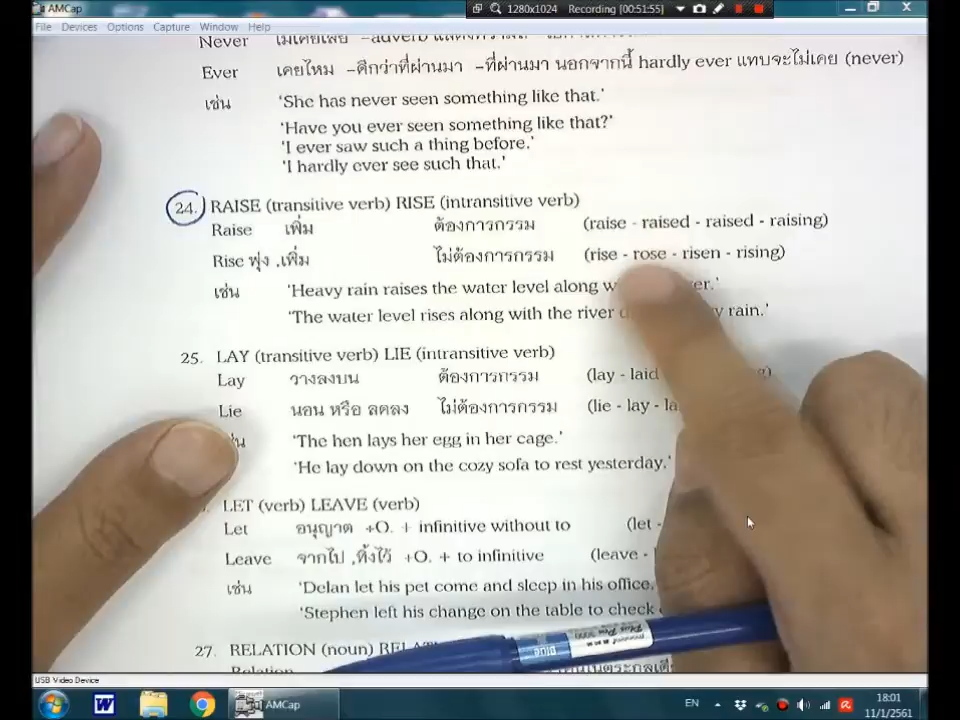 AMCap
1280x1024 Recording [00:51:55]
File Devices Options Capture Window Help
Never
Ever เคยไหม –ดีกว่าที่ผ่านมา –ที่ผ่านมา นอกจากนี้ hardly ever แทบจะไม่เคย (never)
เช่น 'She has never seen something like that.'
'Have you ever seen something like that?'
'I ever saw such a thing before.'
'I hardly ever see such that.'
24. RAISE (transitive verb) RISE (intransitive verb)
Raise เพิ่ม ต้องการกรรม (raise - raised - raised - raising)
Rise พุ่ง ,เพิ่ม ไม่ต้องการกรรม (rise - rose - risen - rising)
เช่น 'Heavy rain raises the water level along
'The water level rises along with the river rain.'
25. LAY (transitive verb) LIE (intransitive verb)
Lay วางลงบน ต้องการกรรม (lay - laid
Lie นอน หรือ ลดลง ไม่ต้องการกรรม (lie - lay -
'The hen lays her egg in her cage.'
'He lay down on the cozy sofa to rest yesterday.'
LET (verb) LEAVE (verb)
Let อนุญาต +O. + infinitive without to (let -
Leave จากไป ,ทิ้งไว้ +O. + to infinitive (leave -
เช่น 'Delan let his pet come and sleep in his office,
'Stephen left his change on the table to check
27. RELATION (noun)
Relation
USB Video Device
AMCap
EN
18:01
11/1/2561